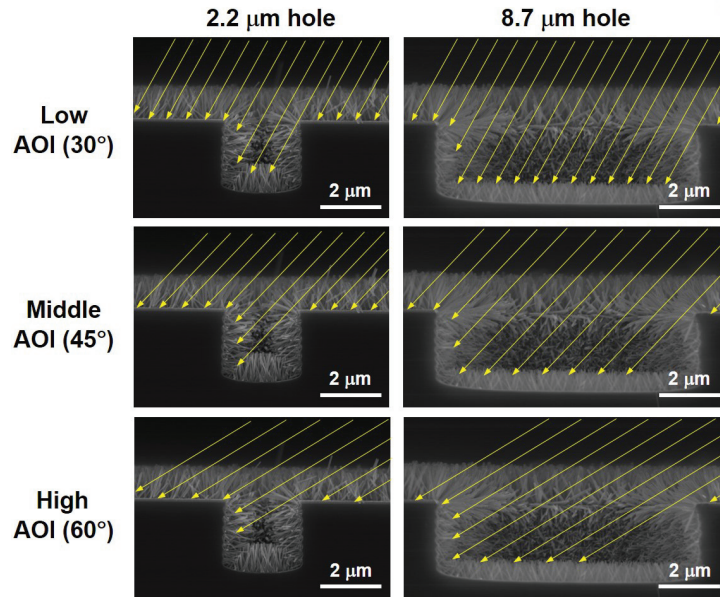 2.2 μm hole
8.7 μm hole
Low
AOI (30°)
2 μm
2 μm
Middle
AOI (45°)
2 μm
2 μm
High
AOI (60°)
2 μm
2 μm